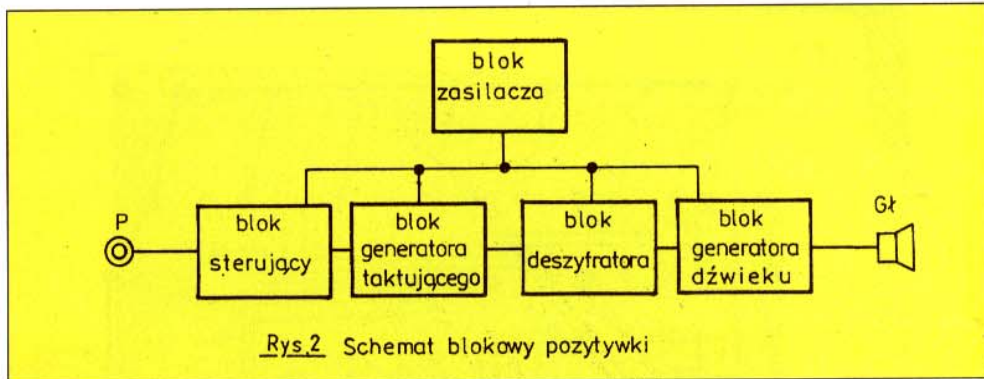 blok
zasilacza
P
blok
sterujący
blok
generatora
taktującego
blok
deszyfratora
blok
generatora
dźwieku
Gł
Rys.2 Schemat blokowy pozytywki